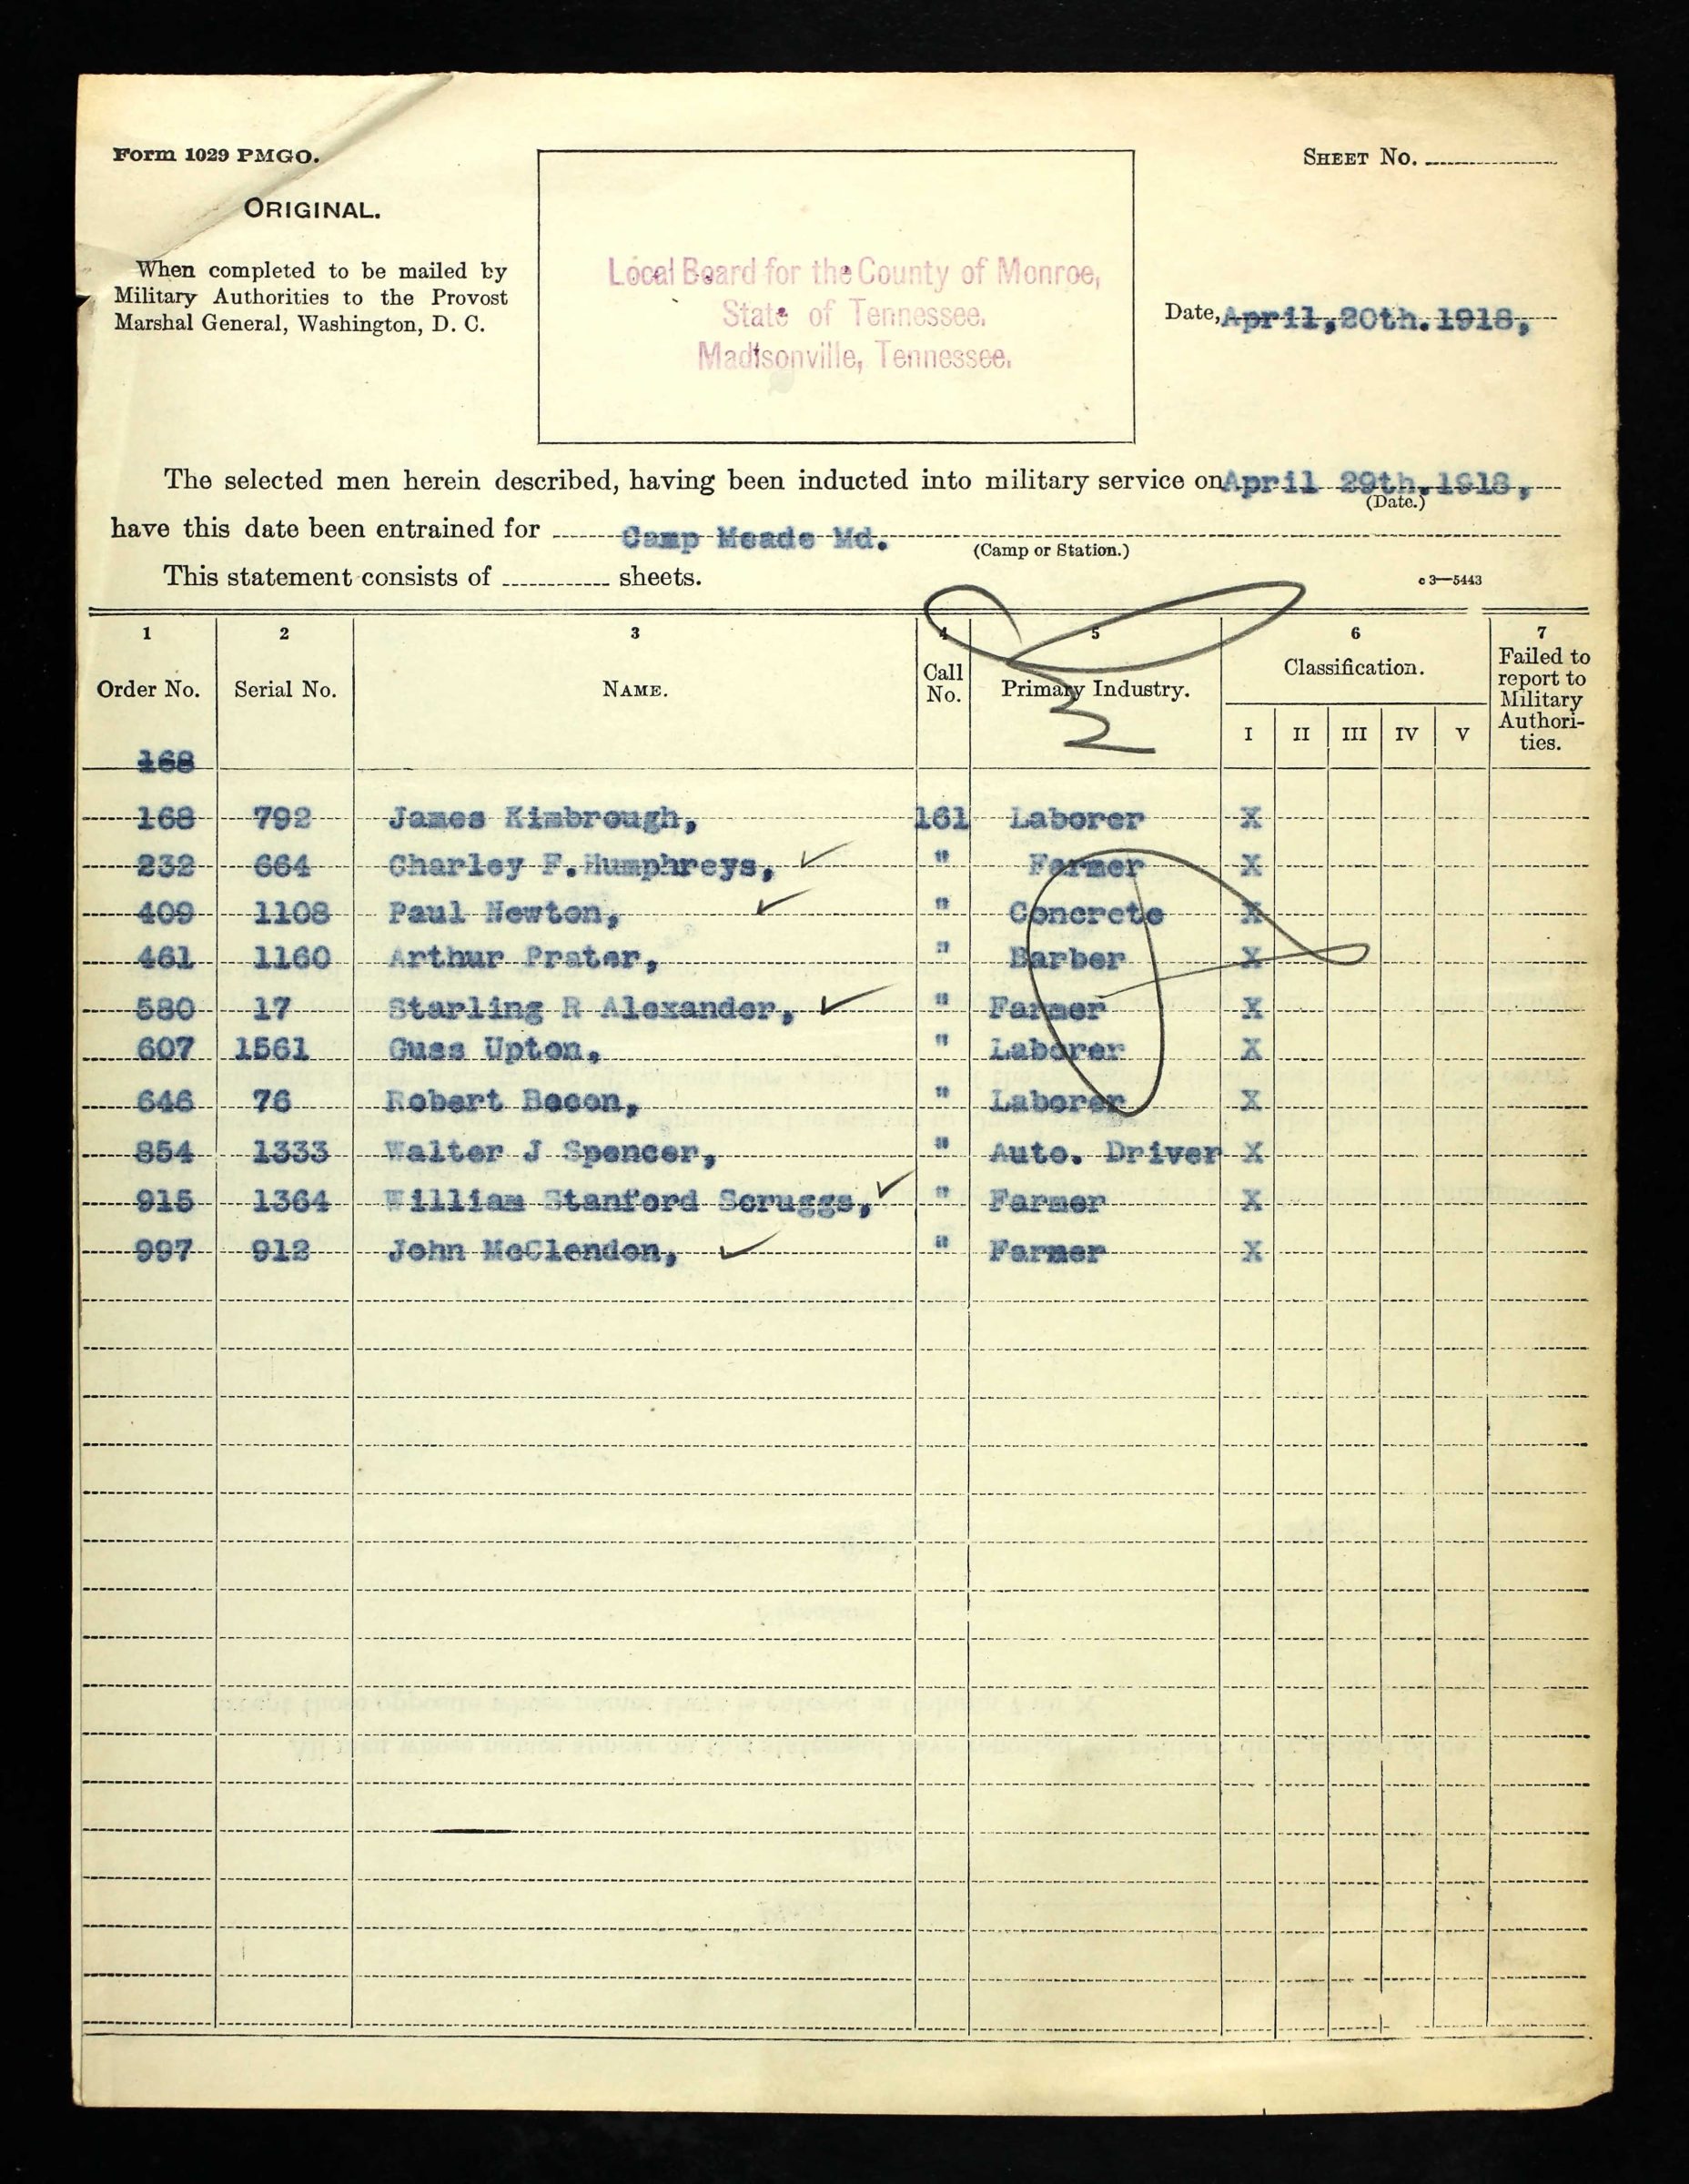 Form 1029 PMGO.
ORIGINAL.
When completed to be mailed by
Military Authorities to the Provost
Marshal General, Washington, D. C.
Local Board for the County of Monroe,
State of Tennessee.
Madisonville, Tennessee.
SHEET No.
Date, April, 20th. 1918,
The selected men herein described, having been inducted into military service on April 29th, 1918,
(Date.)
have this date been entrained for Camp Meade Md.
(Camp or Station.)
This statement consists of sheets.
c3—5443
1 2 3 4 5 6 7
Order No. Serial No. NAME. Call No. Primary Industry. Classification. Failed to report to Military Authori-ties.
I II III IV V
168
168 792 James Kimbrough, 161 Laborer X
232 664 Charley F. Humphreys, " Farmer X
409 1108 Paul Newton, " Concrete X
461 1160 Arthur Prater, " Barber X
580 17 Starling R Alexander, " Farmer X
607 1561 Guss Upton, " Laborer X
646 76 Robert Bacon, " Laborer X
854 1333 Walter J Spencer, " Auto. Driver X
915 1364 William Stanford Scruggs, " Farmer X
997 912 John McClendon, " Farmer X